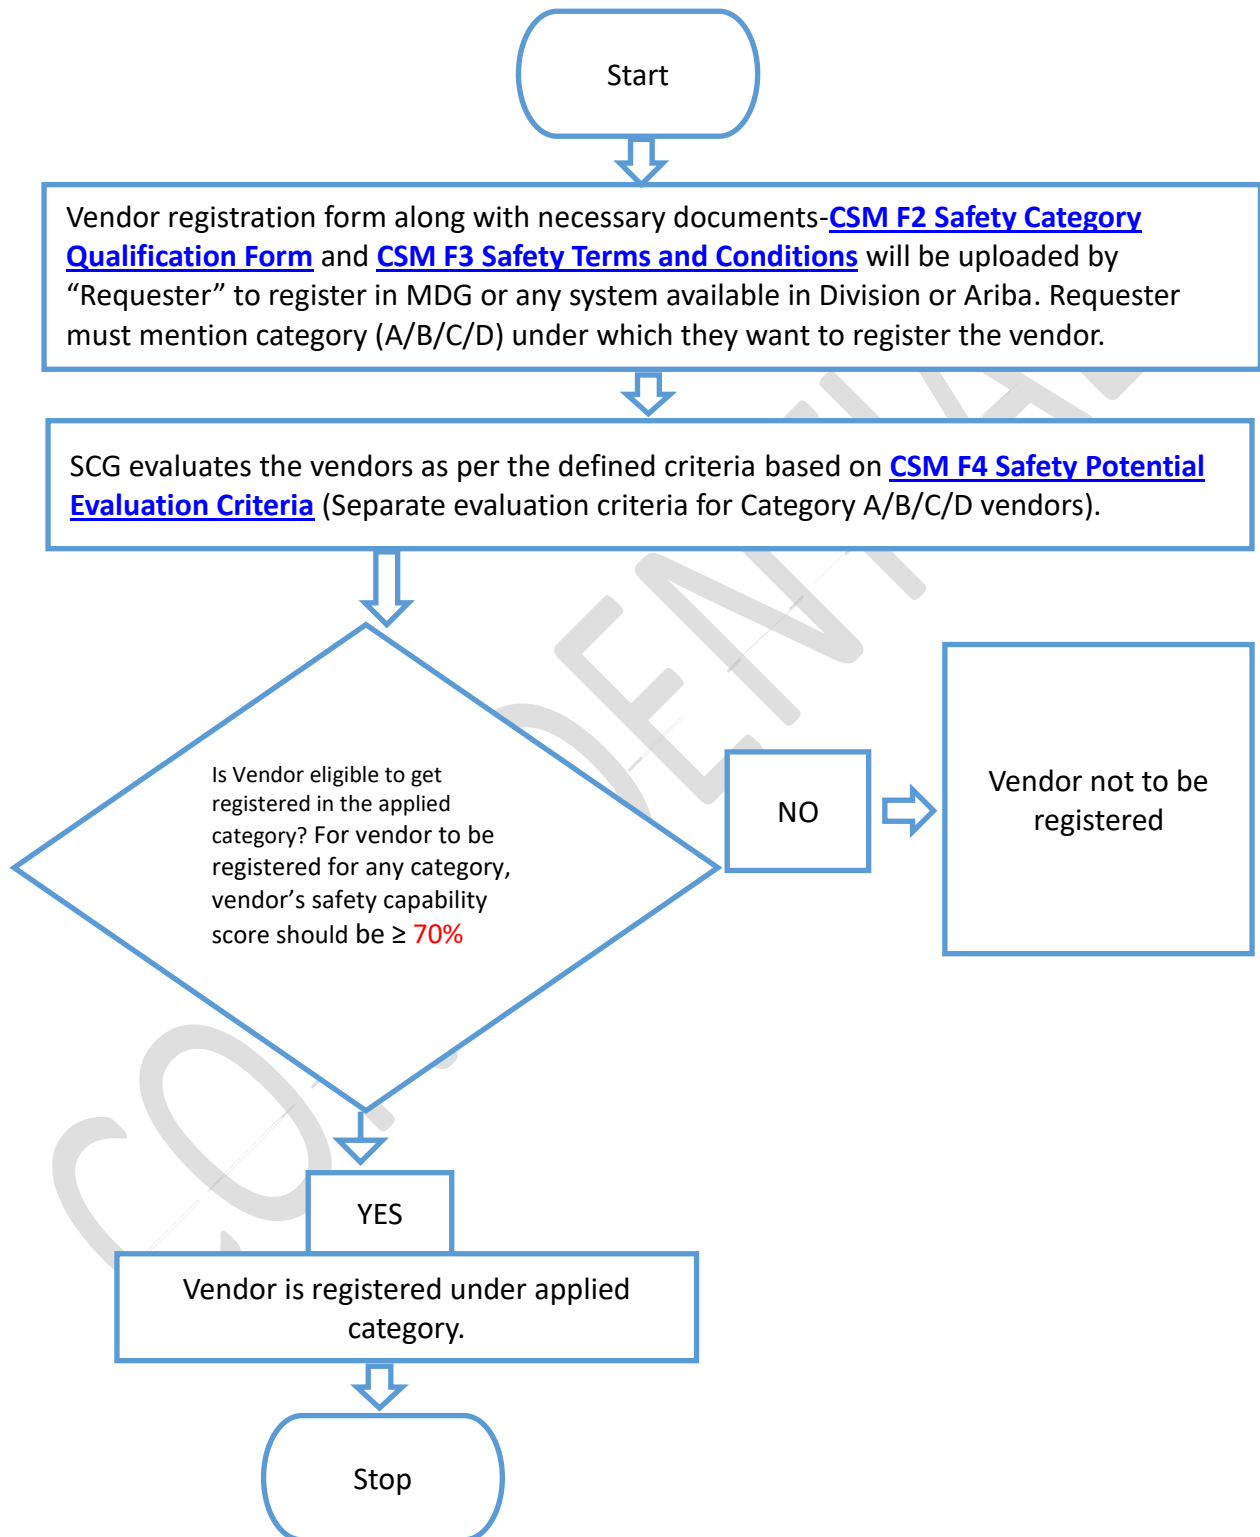 Start
Vendor registration form along with necessary documents-CSM F2 Safety Category
Qualification Form and CSM F3 Safety Terms and Conditions will be uploaded by
“Requester” to register in MDG or any system available in Division or Ariba. Requester
must mention category (A/B/C/D) under which they want to register the vendor.
SCG evaluates the vendors as per the defined criteria based on CSM F4 Safety Potential
Evaluation Criteria (Separate evaluation criteria for Category A/B/C/D vendors).
Is Vendor eligible to get
registered in the applied
category? For vendor to be
registered for any category,
vendor’s safety capability
score should be ≥ 70%
NO
Vendor not to be
registered
YES
Vendor is registered under applied
category.
Stop
CONFIDENTIAL